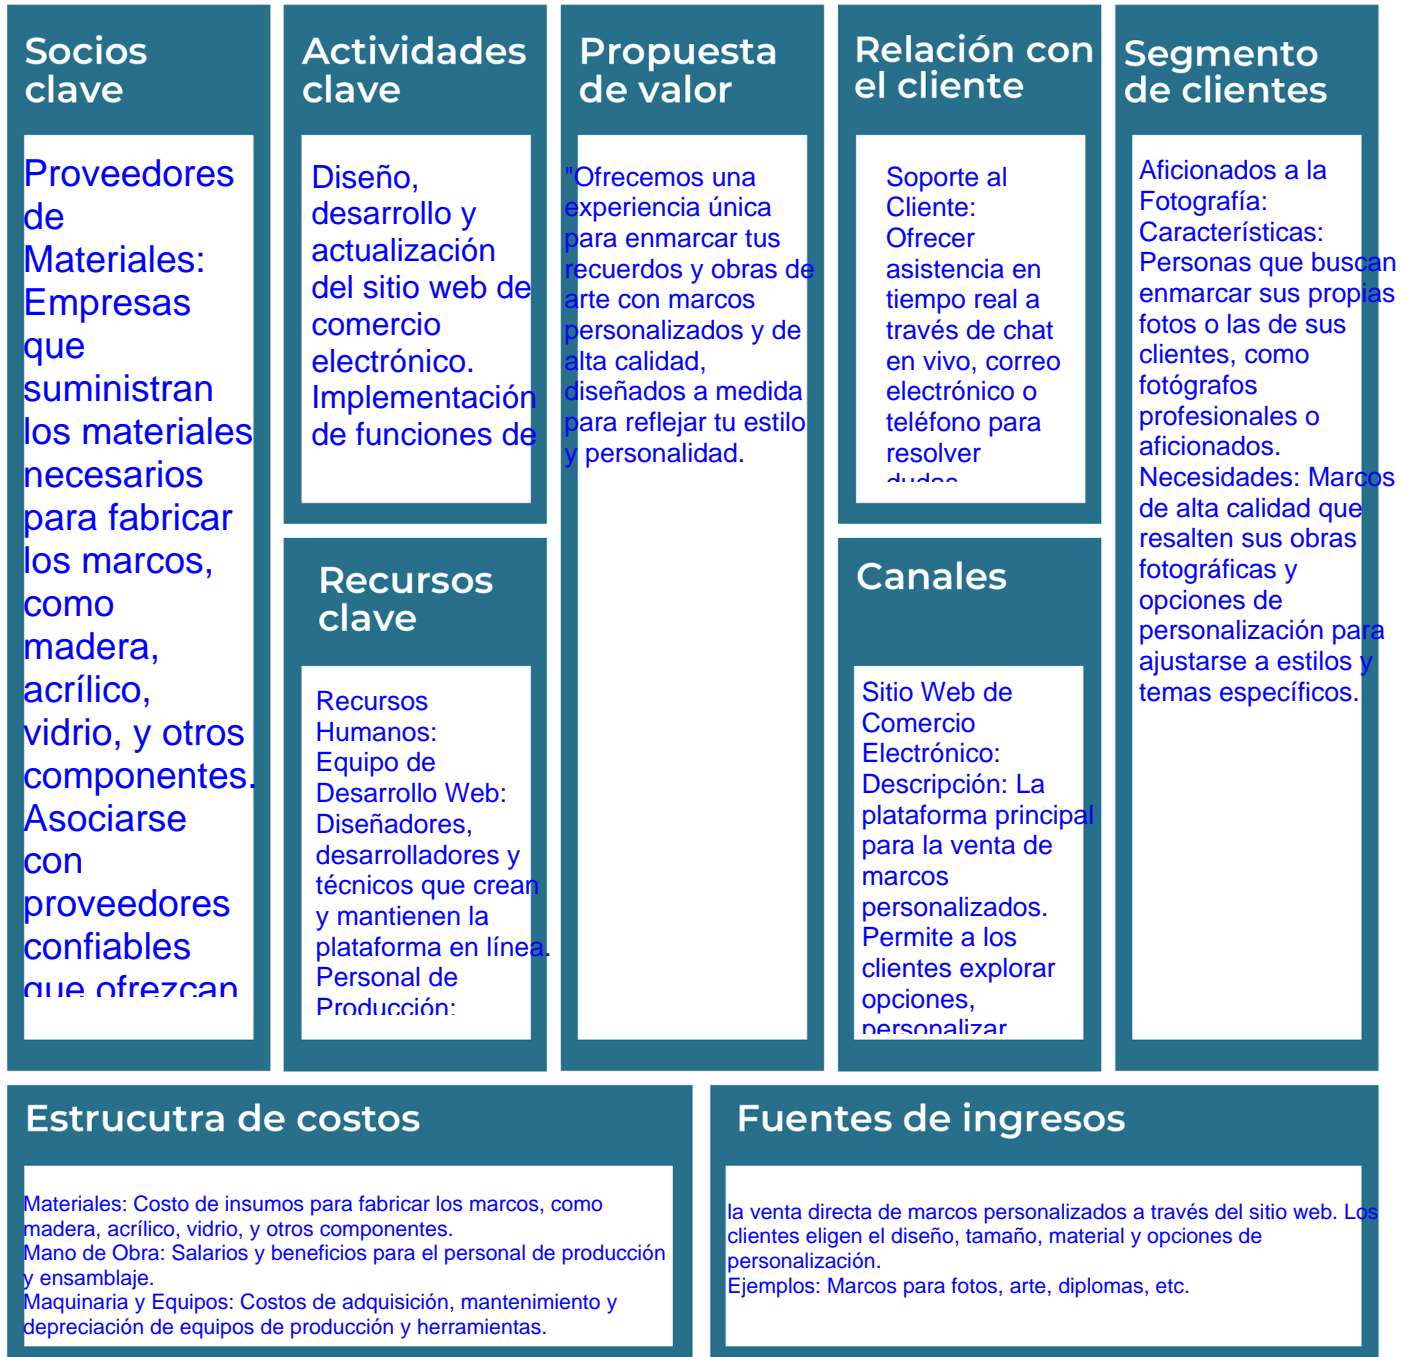 Socios
clave
Proveedores
de
Materiales:
Empresas
que
suministran
los materiales
necesarios
para fabricar
los marcos,
como
madera,
acrílico,
vidrio, y otros
componentes.
Asociarse
con
proveedores
confiables
que ofrezcan
Actividades
clave
Diseño,
desarrollo y
actualización
del sitio web de
comercio
electrónico.
Implementación
de funciones de
Recursos
clave
Recursos
Humanos:
Equipo de
Desarrollo Web:
Diseñadores,
desarrolladores y
técnicos que crean
y mantienen la
plataforma en línea.
Personal de
Producción:
Propuesta
de valor
"Ofrecemos una
experiencia única
para enmarcar tus
recuerdos y obras de
arte con marcos
personalizados y de
alta calidad,
diseñados a medida
para reflejar tu estilo
y personalidad.
Relación con
el cliente
Soporte al
Cliente:
Ofrecer
asistencia en
tiempo real a
través de chat
en vivo, correo
electrónico o
teléfono para
resolver
dudas
Canales
Sitio Web de
Comercio
Electrónico:
Descripción: La
plataforma principal
para la venta de
marcos
personalizados.
Permite a los
clientes explorar
opciones,
personalizar
Segmento
de clientes
Aficionados a la
Fotografía:
Características:
Personas que buscan
enmarcar sus propias
fotos o las de sus
clientes, como
fotógrafos
profesionales o
aficionados.
Necesidades: Marcos
de alta calidad que
resalten sus obras
fotográficas y
opciones de
personalización para
ajustarse a estilos y
temas específicos.
Estrucutra de costos
Materiales: Costo de insumos para fabricar los marcos, como
madera, acrílico, vidrio, y otros componentes.
Mano de Obra: Salarios y beneficios para el personal de producción
y ensamblaje.
Maquinaria y Equipos: Costos de adquisición, mantenimiento y
depreciación de equipos de producción y herramientas.
Fuentes de ingresos
la venta directa de marcos personalizados a través del sitio web. Los
clientes eligen el diseño, tamaño, material y opciones de
personalización.
Ejemplos: Marcos para fotos, arte, diplomas, etc.